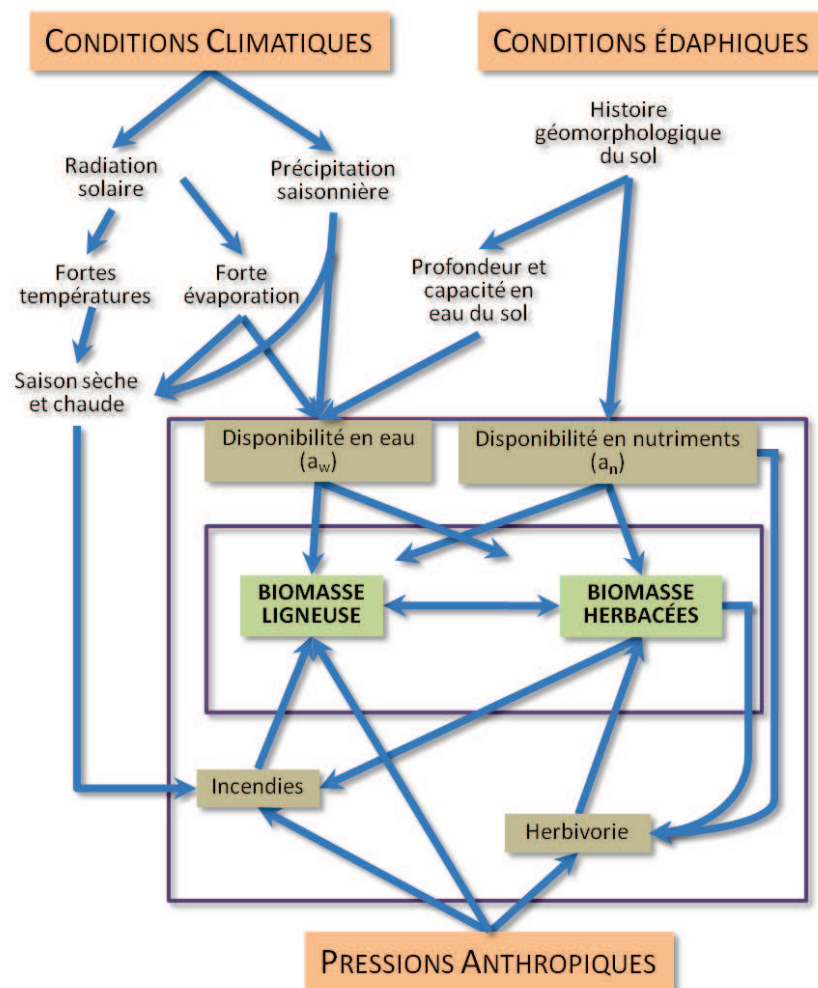 CONDITIONS CLIMATIQUES
CONDITIONS ÉDAPHIQUES
Histoire
géomorphologique
du sol
Radiation
solaire
Précipitation
saisonnière
Fortes
températures
Forte
évaporation
Profondeur et
capacité en
eau du sol
Saison sèche
et chaude
Disponibilité en eau
(aw)
Disponibilité en nutriments
(an)
BIOMASSE
LIGNEUSE
BIOMASSE
HERBACÉES
Incendies
Herbivorie
PRESSIONS ANTHROPIQUES